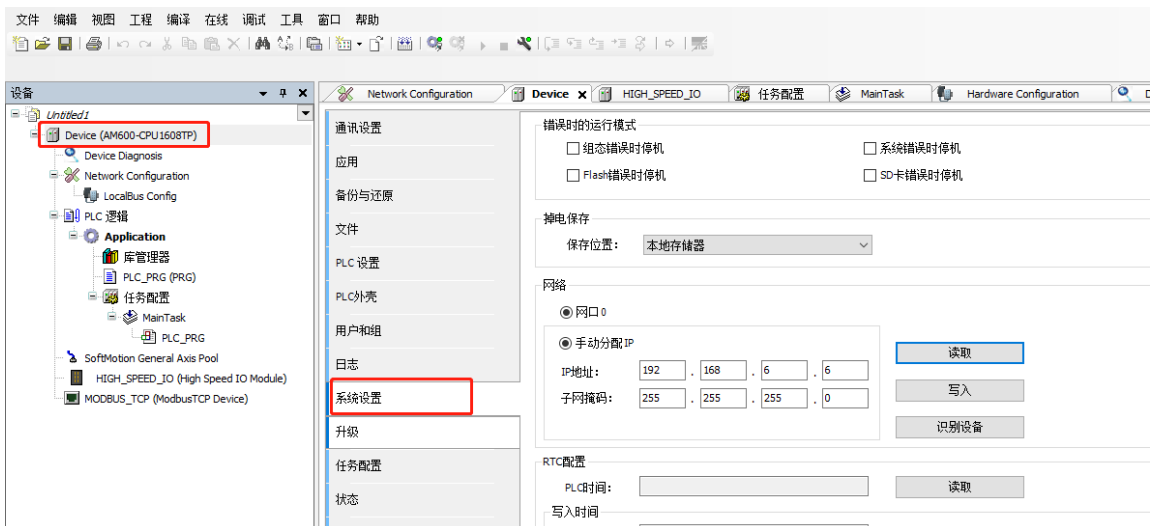 文件 编辑 视图 工程 编译 在线 调试 工具 窗口 帮助
设备
Untitled1
Device (AM600-CPU1608TP)
Device Diagnosis
Network Configuration
LocalBus Config
PLC 逻辑
Application
库管理器
PLC_PRG (PRG)
任务配置
MainTask
PLC_PRG
SoftMotion General Axis Pool
HIGH_SPEED_IO (High Speed IO Module)
MODBUS_TCP (ModbusTCP Device)
Network Configuration Device HIGH_SPEED_IO 任务配置 MainTask Hardware Configuration D
通讯设置
应用
备份与还原
文件
PLC 设置
PLC外壳
用户和组
日志
系统设置
升级
任务配置
状态
错误时的运行模式
组态错误时停机 系统错误时停机
Flash错误时停机 SD卡错误时停机
掉电保存
保存位置: 本地存储器
网络
网口0
手动分配IP 读取
IP地址: 192 . 168 . 6 . 6
写入
子网掩码: 255 . 255 . 255 . 0
识别设备
RTC配置
PLC时间: 读取
写入时间